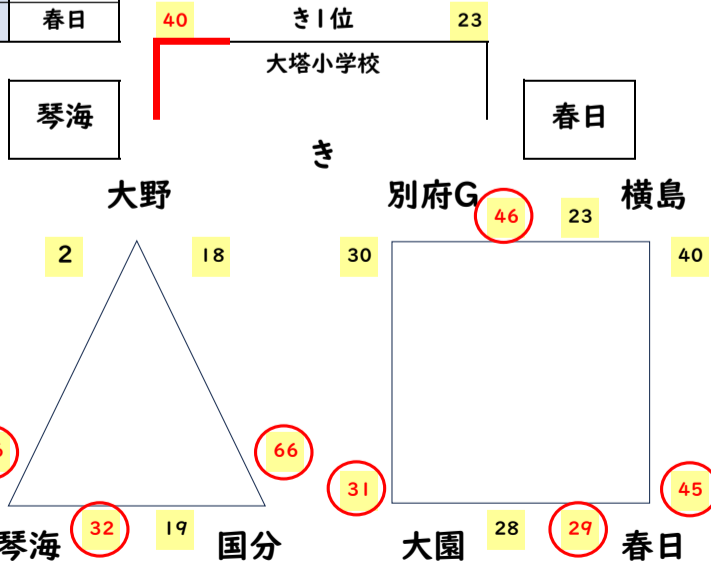 春日 40 き1位 23
大塔小学校
琴海 春日
き
大野 別府G 横島
46 23
2 18 30 40
66
31 45
32 19 28 29
琴海 国分 大園 春日